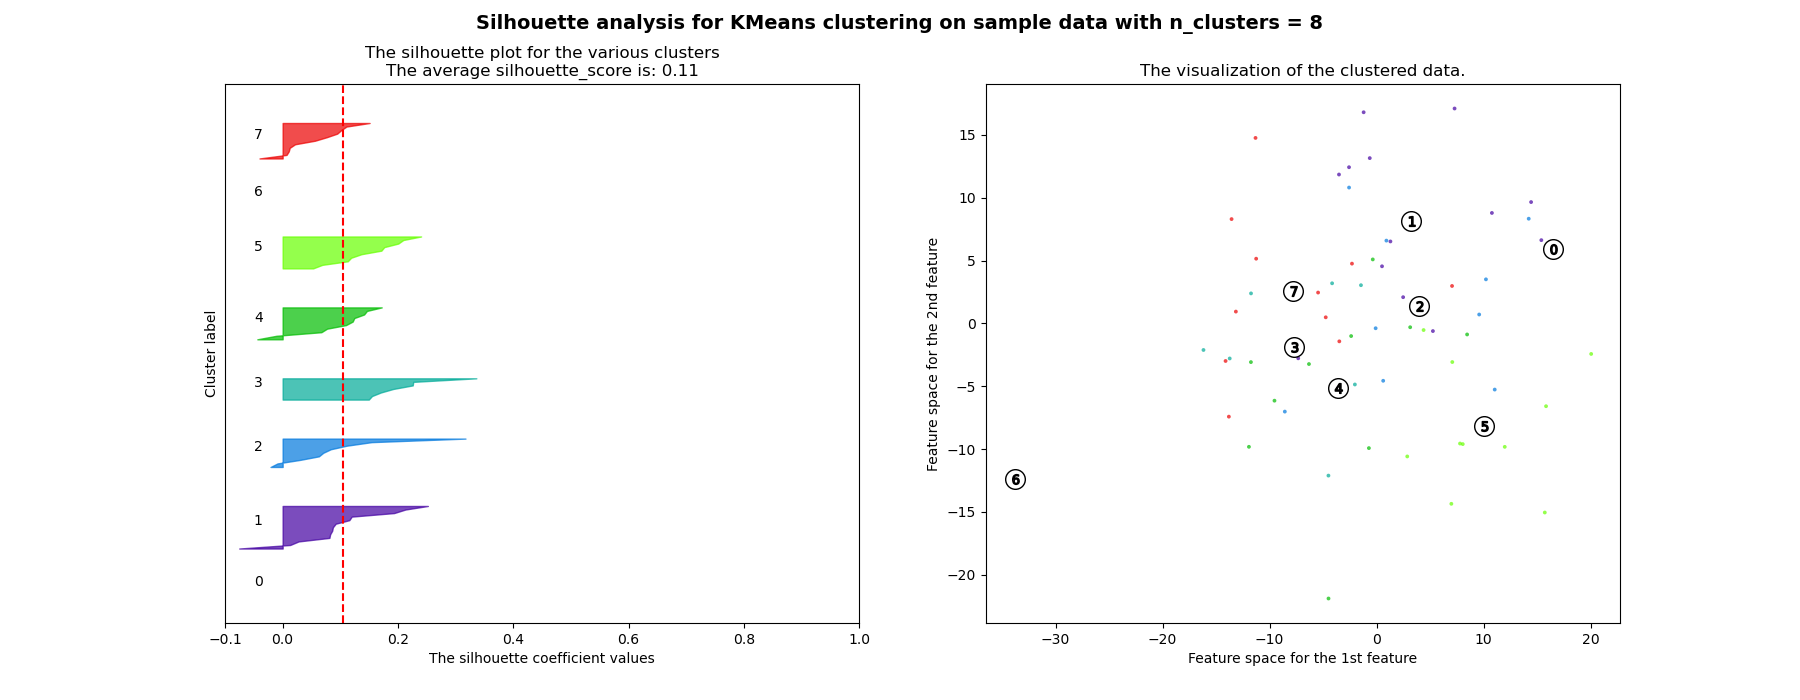 Silhouette analysis for KMeans clustering on sample data with n_clusters = 8
The silhouette plot for the various clusters
The average silhouette_score is: 0.11
7
6
5
4
3
2
1
0
Cluster label
−0.1 0.0 0.2 0.4 0.6 0.8 1.0
The silhouette coefficient values
The visualization of the clustered data.
15
10
5
0
−5
−10
−15
−20
Feature space for the 2nd feature
1
0
7
2
3
4
5
6
−30 −20 −10 0 10 20
Feature space for the 1st feature